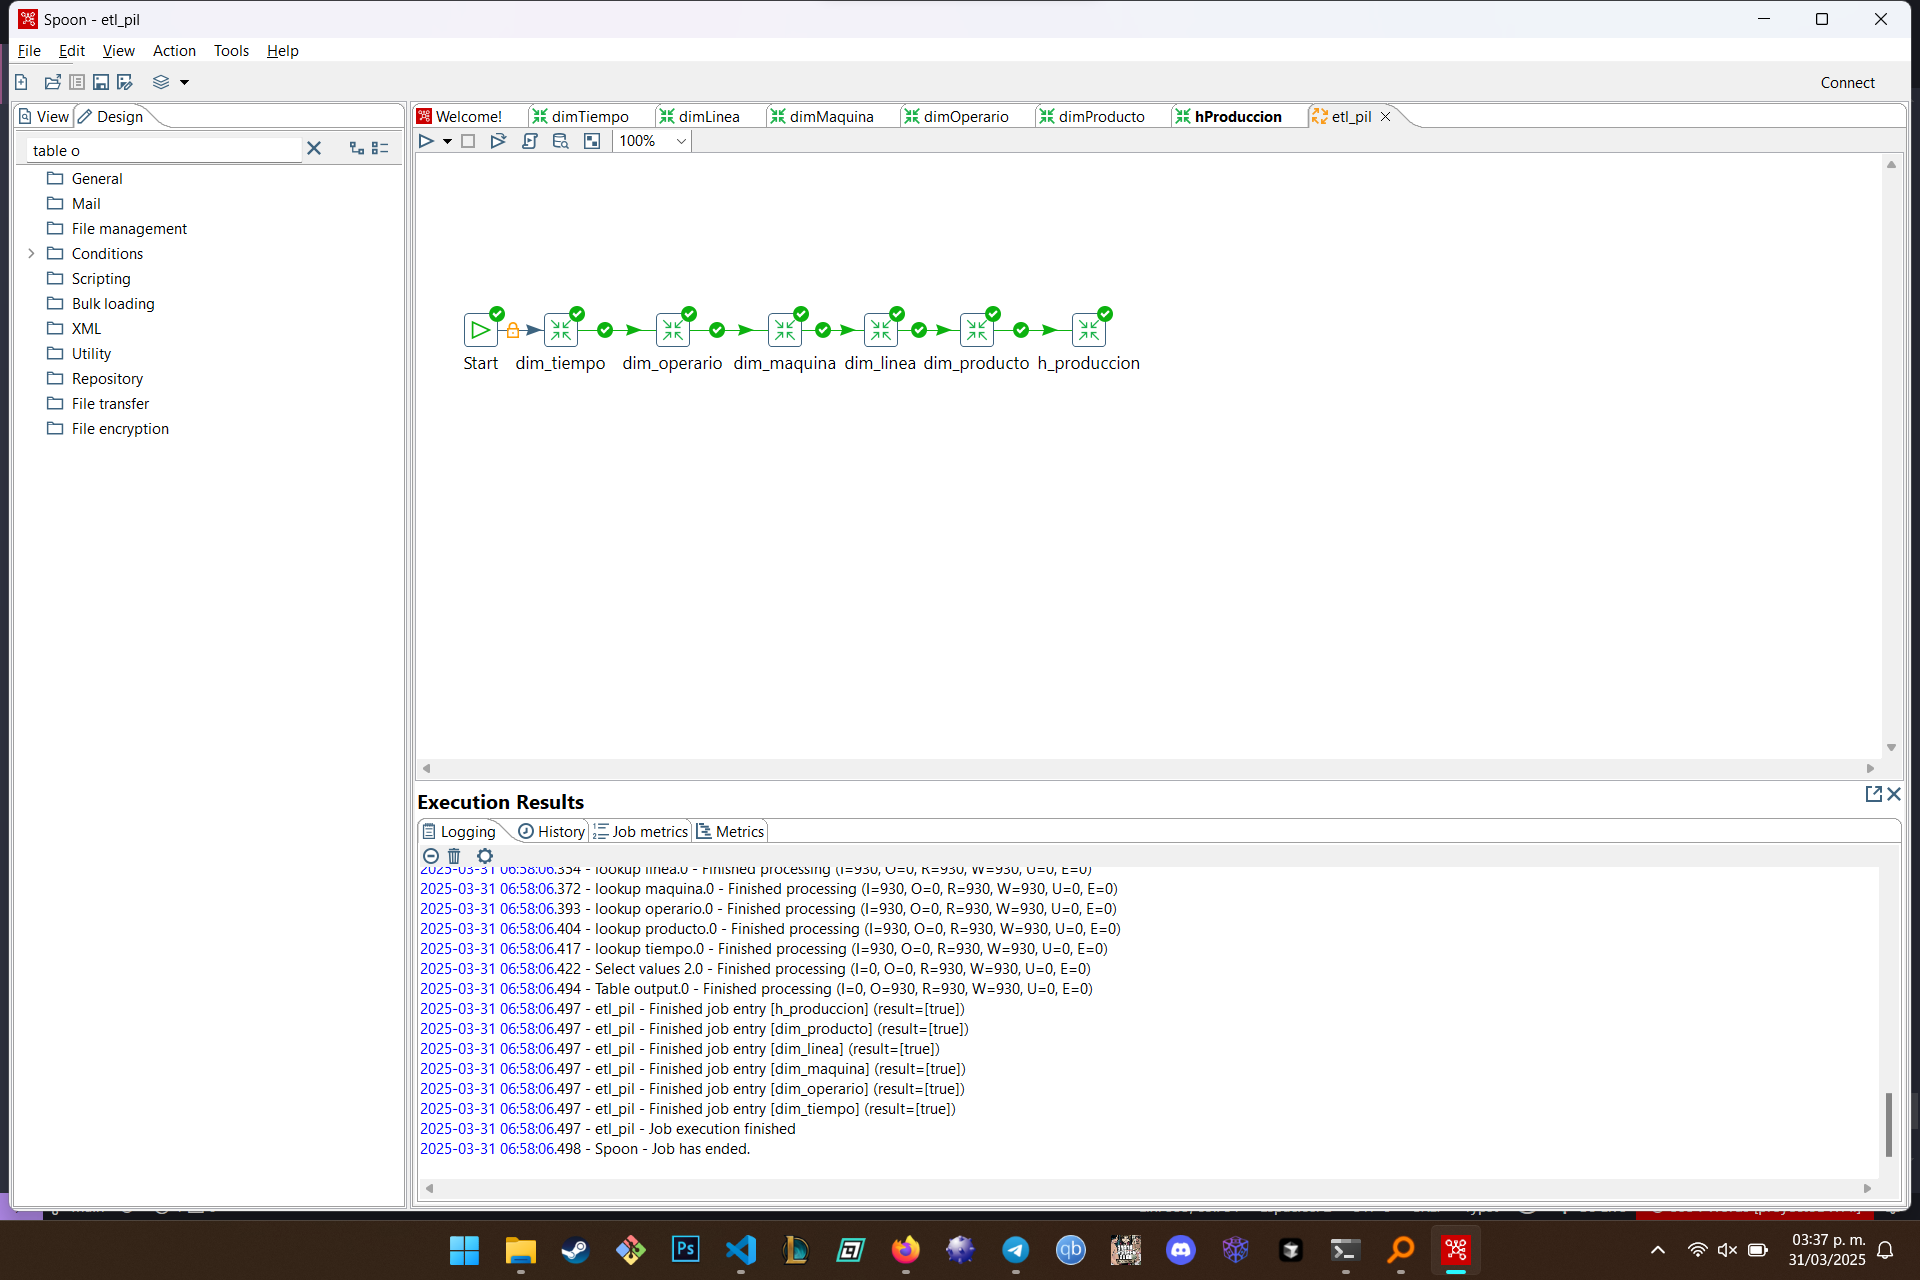 Spoon - etl_pil
File Edit View Action Tools Help
Connect
View Design
Welcome! dimTiempo dimLinea dimMaquina dimOperario dimProducto hProduccion etl_pil
100%
table o
General
Mail
File management
Conditions
Scripting
Bulk loading
XML
Utility
Repository
File transfer
File encryption
Start dim_tiempo dim_operario dim_maquina dim_linea dim_producto h_produccion
Execution Results
Logging History Job metrics Metrics
2025-03-31 06:58:06.354 - lookup linea.0 - Finished processing (I=930, O=0, R=930, W=930, U=0, E=0)
2025-03-31 06:58:06.372 - lookup maquina.0 - Finished processing (I=930, O=0, R=930, W=930, U=0, E=0)
2025-03-31 06:58:06.393 - lookup operario.0 - Finished processing (I=930, O=0, R=930, W=930, U=0, E=0)
2025-03-31 06:58:06.404 - lookup producto.0 - Finished processing (I=930, O=0, R=930, W=930, U=0, E=0)
2025-03-31 06:58:06.417 - lookup tiempo.0 - Finished processing (I=930, O=0, R=930, W=930, U=0, E=0)
2025-03-31 06:58:06.422 - Select values 2.0 - Finished processing (I=0, O=0, R=930, W=930, U=0, E=0)
2025-03-31 06:58:06.494 - Table output.0 - Finished processing (I=0, O=930, R=930, W=930, U=0, E=0)
2025-03-31 06:58:06.497 - etl_pil - Finished job entry [h_produccion] (result=[true])
2025-03-31 06:58:06.497 - etl_pil - Finished job entry [dim_producto] (result=[true])
2025-03-31 06:58:06.497 - etl_pil - Finished job entry [dim_linea] (result=[true])
2025-03-31 06:58:06.497 - etl_pil - Finished job entry [dim_maquina] (result=[true])
2025-03-31 06:58:06.497 - etl_pil - Finished job entry [dim_operario] (result=[true])
2025-03-31 06:58:06.497 - etl_pil - Finished job entry [dim_tiempo] (result=[true])
2025-03-31 06:58:06.497 - etl_pil - Job execution finished
2025-03-31 06:58:06.498 - Spoon - Job has ended.
Ps
qb
03:37 p. m.
31/03/2025